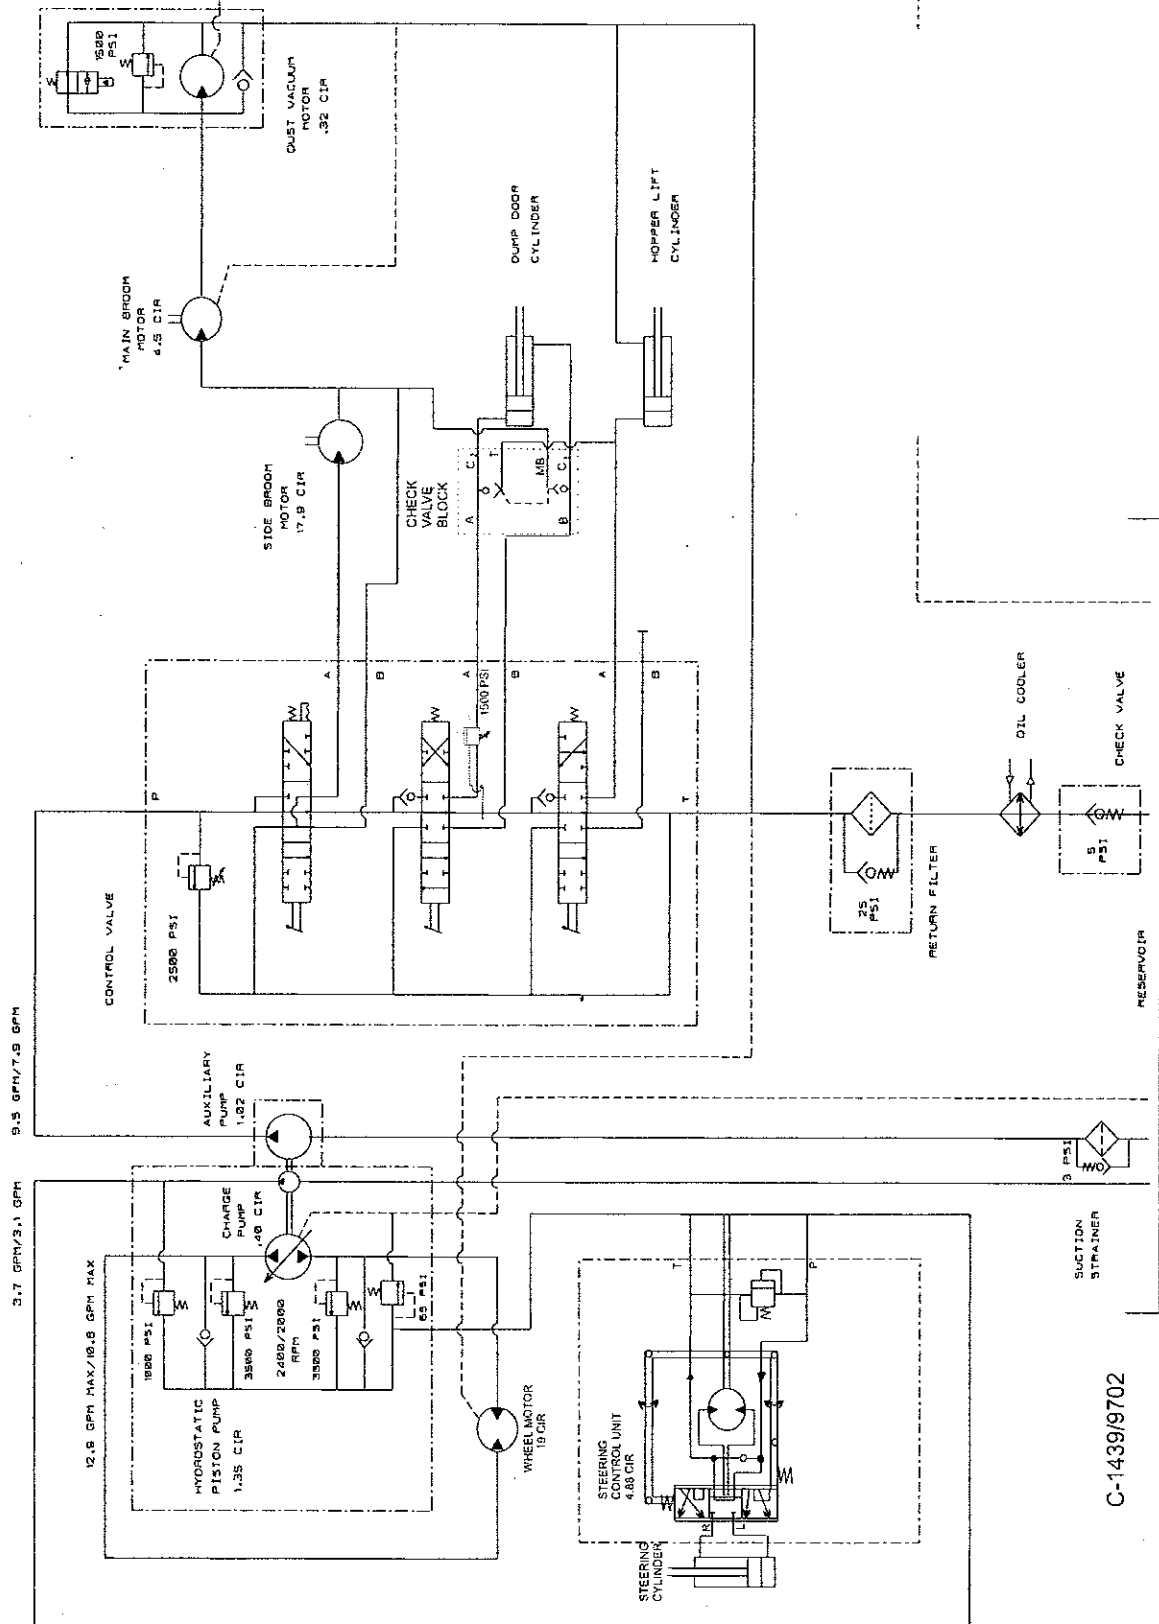 3.7 GPM/3.1 GPM
9.5 GPM/7.9 GPM
12.9 GPM MAX/10.8 GPM MAX
HYDROSTATIC
PISTON PUMP
1.35 CIR
1000 PSI
3500 PSI
2400/2000
RPM
3500 PSI
65 PSI
CHARGE
PUMP
.40 CIR
AUXILIARY
PUMP
1.02 CIR
WHEEL MOTOR
19 CIR
STEERING
CONTROL UNIT
4.88 CIR
STEERING
CYLINDER
R
L
T
P
3 PSI
SUCTION
STRAINER
CONTROL VALVE
2500 PSI
P
A
B
A
1500 PSI
B
A
B
T
25
PSI
RETURN FILTER
OIL COOLER
5
PSI
CHECK VALVE
RESERVOIR
SIDE BROOM
MOTOR
17.9 CIR
CHECK
VALVE
BLOCK
A
C2
T
MB
B
C1
MAIN BROOM
MOTOR
4.5 CIR
DUMP DOOR
CYLINDER
HOPPER LIFT
CYLINDER
1500
PSI
DUST VACUUM
MOTOR
.32 CIR
C-1439/9702